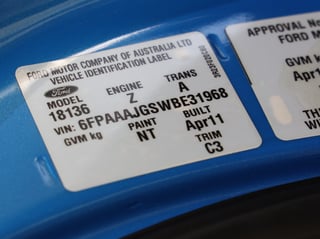 FORD MOTOR COMPANY OF AUSTRALIA LTD
VEHICLE IDENTIFICATION LABEL
Ford
MODEL ENGINE TRANS
18136 Z A
VIN: 6FPAAAJGSWBE31968
GVM kg PAINT BUILT
NT Apr11
TRIM
C3
APPROVAL No
FORD M
GVM kg
Apr1
TH
W